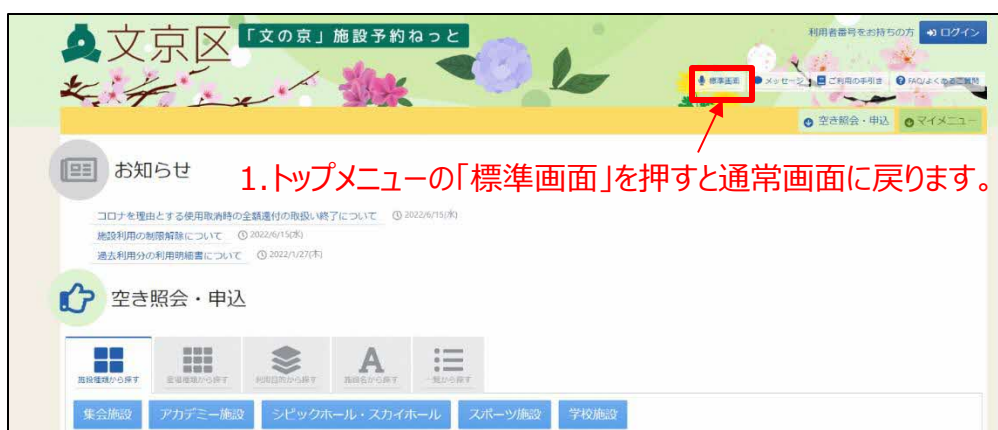 文京区
「文の京」施設予約ねっと
利用者番号をお持ちの方 ログイン
標準画面 メッセージ ご利用の手引き FAQ/よくあるご質問
空き照会・申込 マイメニュー
お知らせ
1.トップメニューの「標準画面」を押すと通常画面に戻ります。
コロナを理由とする使用取消時の全額還付の取扱い終了について 2022/6/15(水)
施設利用の制限解除について 2022/6/15(水)
過去利用分の利用明細書について 2022/1/27(木)
空き照会・申込
施設種類から探す 室場種類から探す 利用目的から探す 施設名から探す 一覧から探す
集会施設 アカデミー施設 シビックホール・スカイホール スポーツ施設 学校施設